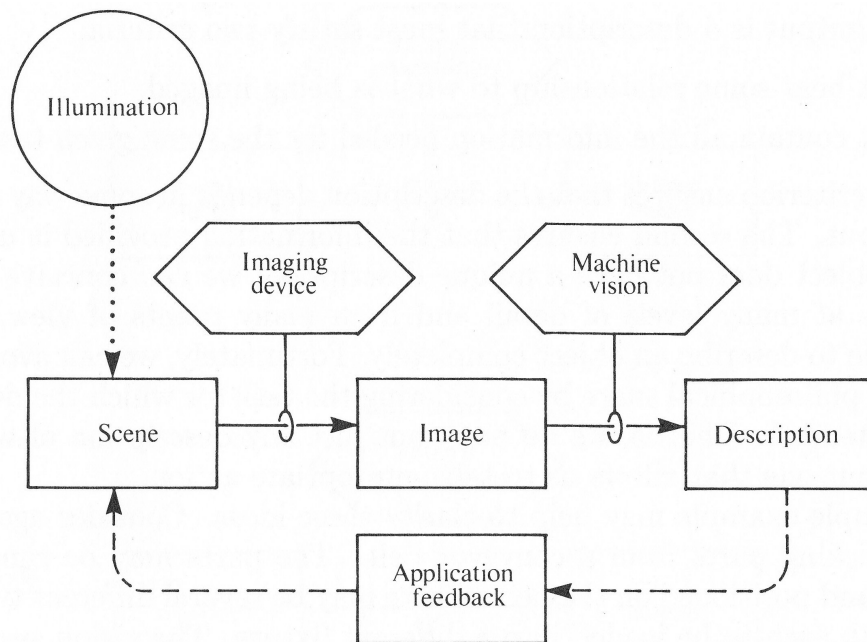 Illumination
Imaging
device
Machine
vision
Scene
Image
Description
Application
feedback